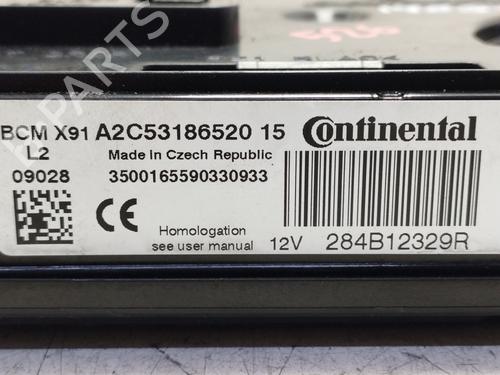 BCM X91 A2C53186520 15 Continental
L2 Made in Czech Republic
09028 3500165590330933
CE Homologation
see user manual 12V 284B12329R
B-PARTS